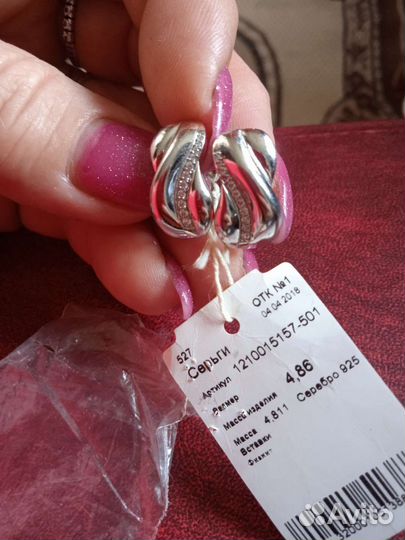 ОТК №1
04.04.2018
527
Серьги
Артикул 1210015157-501
Размер
Масса изделия 4,86
Масса 4.811 Серебро 925
Вставки
Фианит
Avito